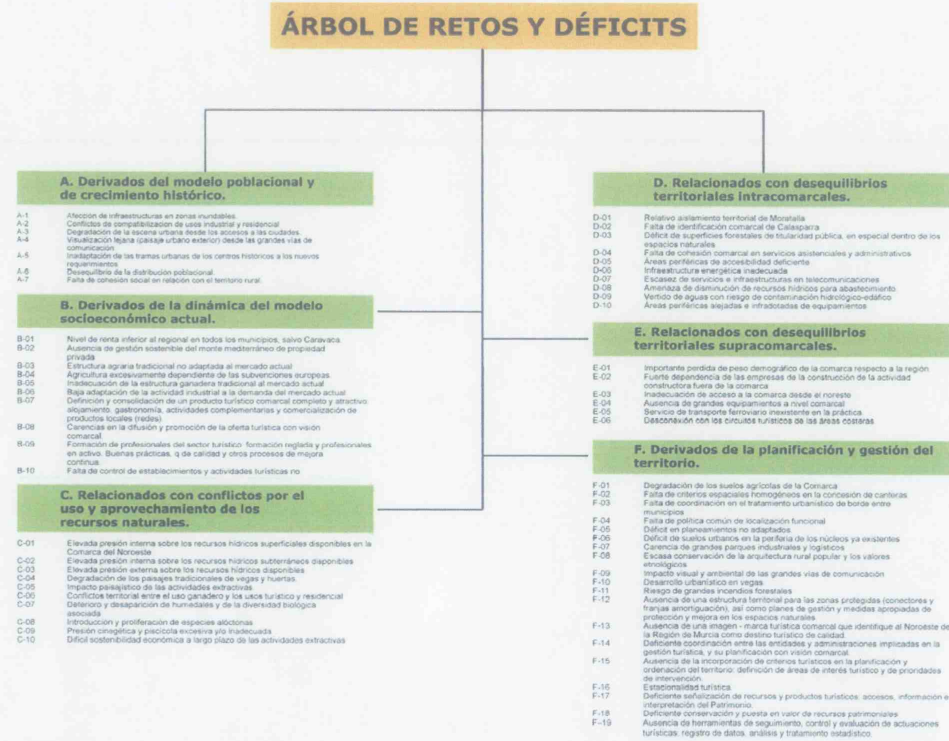 ÁRBOL DE RETOS Y DÉFICITS
A. Derivados del modelo poblacional y
de crecimiento histórico.
A-1 Afección de infraestructuras en zonas inundables.
A-2 Conflictos de compatibilizacion de usos industrial y residencial
A-3 Degradación de la escena urbana desde los accesos a las ciudades.
A-4 Visualización lejana (paisaje urbano exterior) desde las grandes vías de
comunicación.
A-5 Inadaptación de las tramas urbanas de los centros históricos a los nuevos
requerimientos
A-6 Desequilibrio de la distribución poblacional.
A-7 Falta de cohesión social en relación con el territorio rural.
B. Derivados de la dinámica del modelo
socioeconómico actual.
B-01 Nivel de renta inferior al regional en todos los municipios, salvo Caravaca.
B-02 Ausencia de gestión sostenible del monte mediterráneo de propiedad
privada
B-03 Estructura agraria tradicional no adaptada al mercado actual
B-04 Agricultura excesivamente dependiente de las subvenciones europeas.
B-05 Inadecuación de la estructura ganadera tradicional al mercado actual
B-06 Baja adaptación de la actividad industrial a la demanda del mercado actual
B-07 Definición y consolidación de un producto turístico comarcal completo y atractivo
alojamiento, gastronomía, actividades complementarias y comercialización de
productos locales (redes)
B-08 Carencias en la difusión y promoción de la oferta turística con visión
comarcal.
B-09 Formación de profesionales del sector turístico: formación reglada y profesionales
en activo. Buenas prácticas, q de calidad y otros procesos de mejora
continua.
B-10 Falta de control de establecimientos y actividades turísticas no
C. Relacionados con conflictos por el
uso y aprovechamiento de los
recursos naturales.
C-01 Elevada presión interna sobre los recursos hídricos superficiales disponibles en la
Comarca del Noroeste
C-02 Elevada presión interna sobre los recursos hídricos subterráneos disponibles
C-03 Elevada presión externa sobre los recursos hídricos disponibles
C-04 Degradación de los paisajes tradicionales de vegas y huertas.
C-05 Impacto paisajístico de las actividades extractivas.
C-06 Conflictos territorial entre el uso ganadero y los usos turístico y residencial
C-07 Deterioro y desaparición de humedales y de la diversidad biológica
asociada
C-08 Introducción y proliferación de especies alóctonas
C-09 Presión cinegética y piscícola excesiva y/o inadecuada
C-10 Difícil sostenibilidad económica a largo plazo de las actividades extractivas
D. Relacionados con desequilibrios
territoriales intracomarcales.
D-01 Relativo aislamiento territorial de Moratalla
D-02 Falta de identificación comarcal de Calasparra
D-03 Déficit de superficies forestales de titularidad pública, en especial dentro de los
espacios naturales
D-04 Falta de cohesión comarcal en servicios asistenciales y administrativos
D-05 Áreas periféricas de accesibilidad deficiente
D-06 Infraestructura energética inadecuada
D-07 Escasez de servicios e infraestructuras en telecomunicaciones
D-08 Amenaza de disminución de recursos hídricos para abastecimiento
D-09 Vertido de aguas con riesgo de contaminación hidrológico-edáfico
D-10 Áreas periféricas alejadas e infradotadas de equipamientos
E. Relacionados con desequilibrios
territoriales supracomarcales.
E-01 Importante perdida de peso demográfico de la comarca respecto a la región
E-02 Fuerte dependencia de las empresas de la construcción de la actividad
constructora fuera de la comarca
E-03 Inadecuación de acceso a la comarca desde el noreste
E-04 Ausencia de grandes equipamientos a nivel comarcal
E-05 Servicio de transporte ferroviario inexistente en la práctica.
E-06 Desconexión con los circuitos turísticos de las áreas costeras
F. Derivados de la planificación y gestión del
territorio.
F-01 Degradación de los suelos agrícolas de la Comarca
F-02 Falta de criterios espaciales homogéneos en la concesión de canteras
F-03 Falta de coordinación en el tratamiento urbanístico de borde entre
municipios
F-04 Falta de política común de localización funcional
F-05 Déficit en planeamientos no adaptados.
F-06 Déficit de suelos urbanos en la periferia de los núcleos ya existentes
F-07 Carencia de grandes parques industriales y logísticos
F-08 Escasa conservación de la arquitectura rural popular y los valores
etnológicos
F-09 Impacto visual y ambiental de las grandes vías de comunicación
F-10 Desarrollo urbanístico en vegas.
F-11 Riesgo de grandes incendios forestales
F-12 Ausencia de una estructura territorial para las zonas protegidas (conectores y
franjas amortiguación), así como planes de gestión y medidas apropiadas de
protección y mejora en los espacios naturales
F-13 Ausencia de una imagen - marca turística comarcal que identifique al Noroeste de
la Región de Murcia como destino turístico de calidad.
F-14 Deficiente coordinación entre las entidades y administraciones implicadas en la
gestión turística, y su planificación con visión comarcal.
F-15 Ausencia de la incorporación de criterios turísticos en la planificación y
ordenación del territorio: definición de áreas de interés turístico y de prioridades
de intervención.
F-16 Estacionalidad turística
F-17 Deficiente señalización de recursos y productos turísticos: accesos, información e
interpretación del Patrimonio.
F-18 Deficiente conservación y puesta en valor de recursos patrimoniales
F-19 Ausencia de herramientas de seguimiento, control y evaluación de actuaciones
turísticas: registro de datos, análisis y tratamiento estadístico.